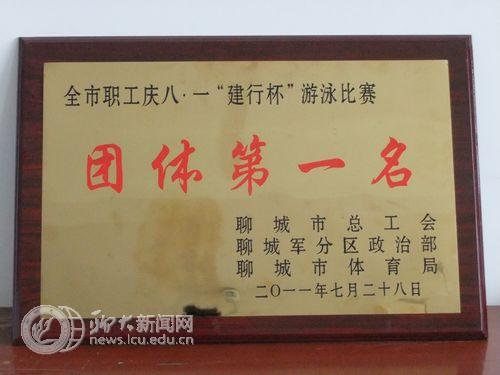 全市职工庆八·一“建行杯”游泳比赛
团体第一名
聊城市总工会
聊城军分区政治部
聊城市体育局
二〇一一年七月二十八日
聊大新闻网
news.lcu.edu.cn